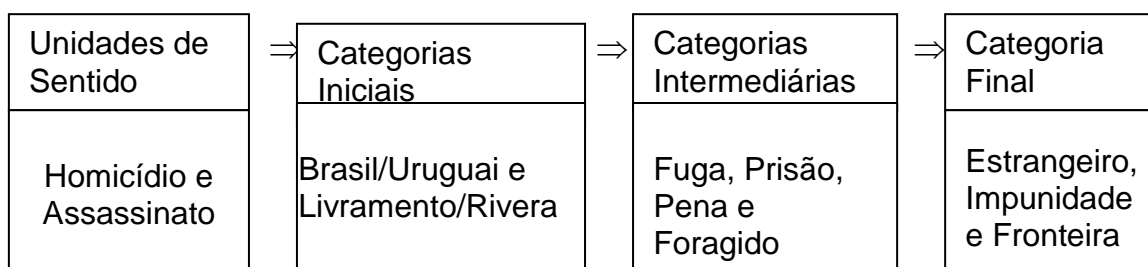 Unidades de
Sentido
⇒
Categorias
Iniciais
⇒
Categorias
Intermediárias
⇒
Categoria
Final
Homicídio e
Assassinato
Brasil/Uruguai e
Livramento/Rivera
Fuga, Prisão,
Pena e
Foragido
Estrangeiro,
Impunidade
e Fronteira